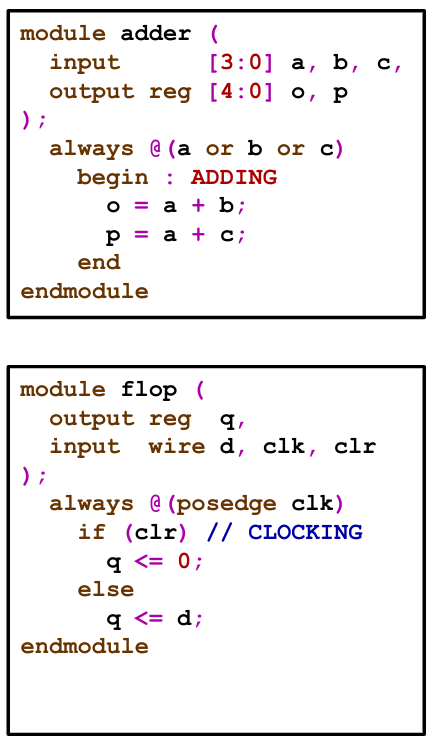 module adder (
  input      [3:0] a, b, c,
  output reg [4:0] o, p
);
  always @(a or b or c)
    begin : ADDING
      o = a + b;
      p = a + c;
    end
endmodule
module flop (
  output reg  q,
  input  wire d, clk, clr
);
  always @(posedge clk)
    if (clr) // CLOCKING
      q <= 0;
    else
      q <= d;
endmodule